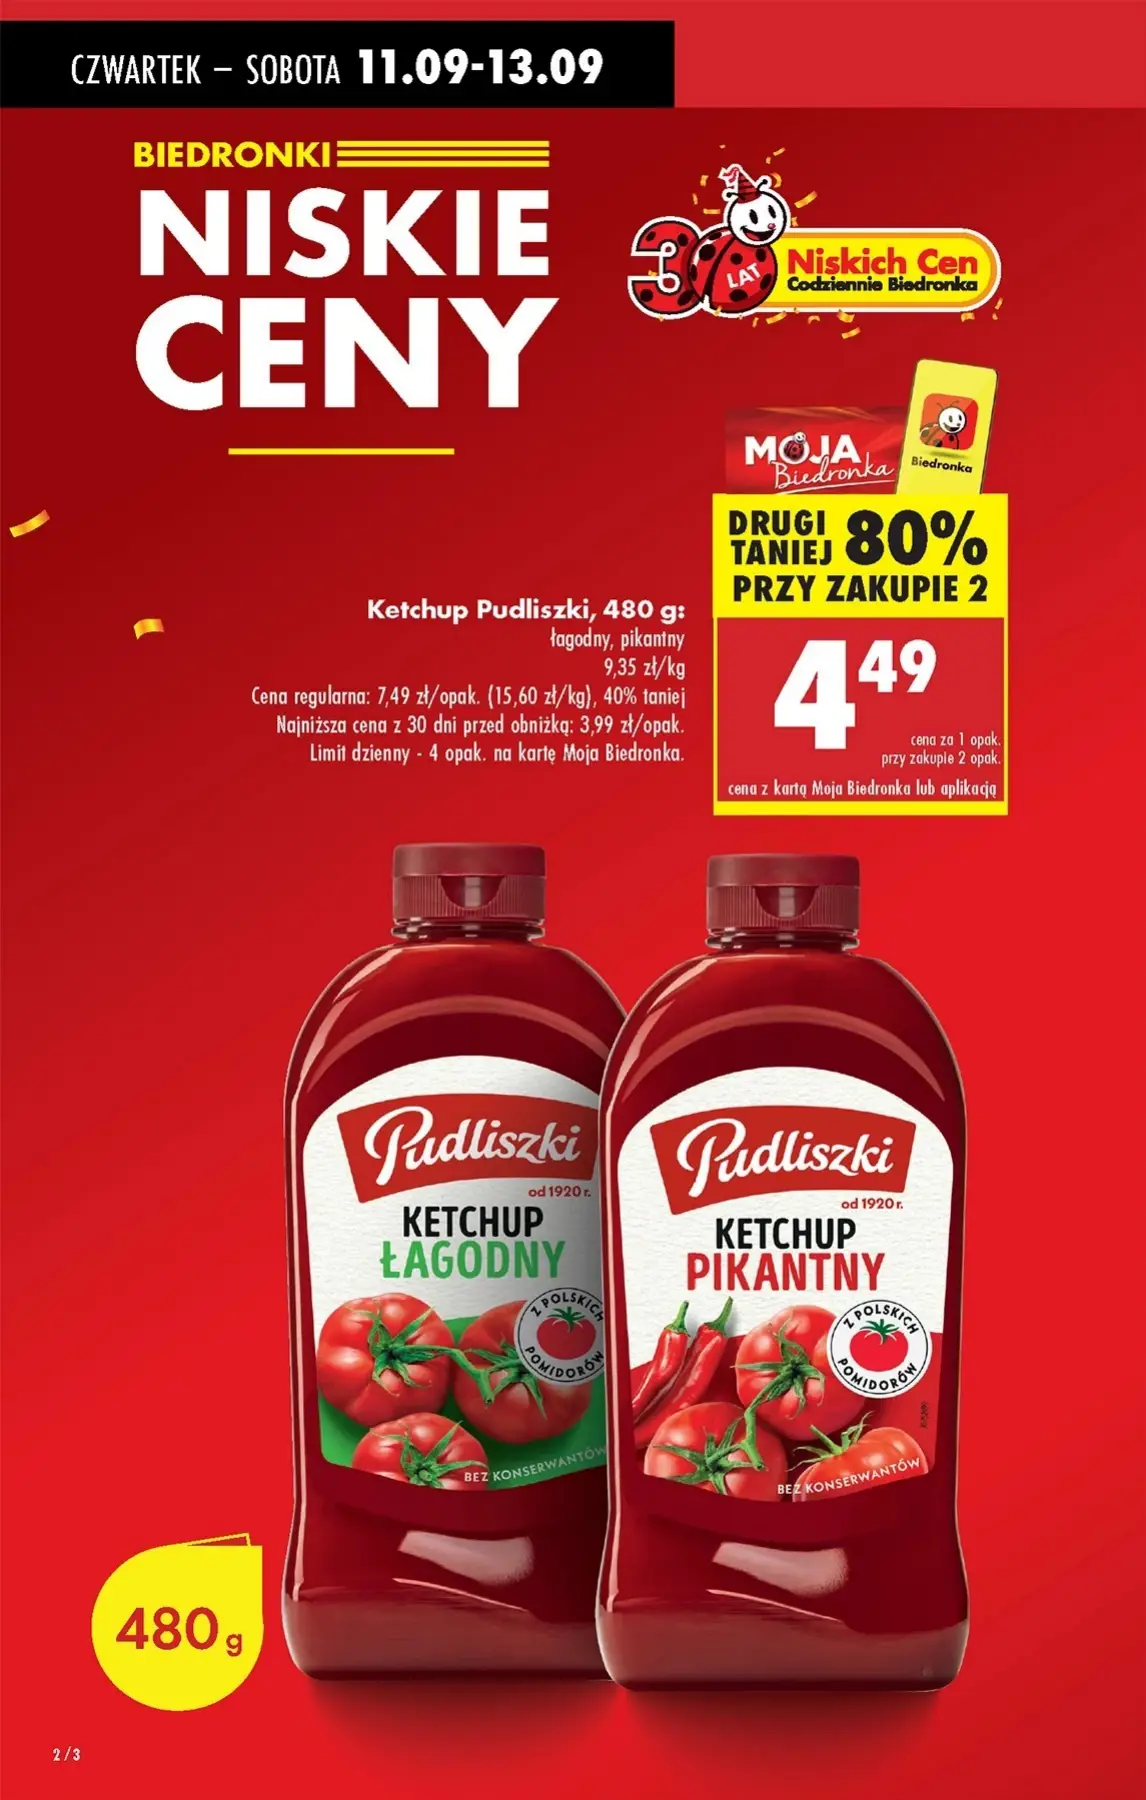 CZWARTEK – SOBOTA 11.09-13.09
BIEDRONKI
NISKIE
CENY
30 LAT
Niskich Cen
Codziennie Biedronka
MOJA
Biedronka
Biedronka
DRUGI
TANIEJ 80%
PRZY ZAKUPIE 2
Ketchup Pudliszki, 480 g:
łagodny, pikantny
9,35 zł/kg
Cena regularna: 7,49 zł/opak. (15,60 zł/kg), 40% taniej
Najniższa cena z 30 dni przed obniżką: 3,99 zł/opak.
Limit dzienny - 4 opak. na kartę Moja Biedronka.
4 49
cena za 1 opak.
przy zakupie 2 opak.
cena z kartą Moja Biedronka lub aplikacją
Pudliszki
od 1920 r.
KETCHUP
ŁAGODNY
Z POLSKICH
POMIDORÓW
BEZ KONSERWANTÓW
Pudliszki
od 1920 r.
KETCHUP
PIKANTNY
Z POLSKICH
POMIDORÓW
BEZ KONSERWANTÓW
480 g
2/3